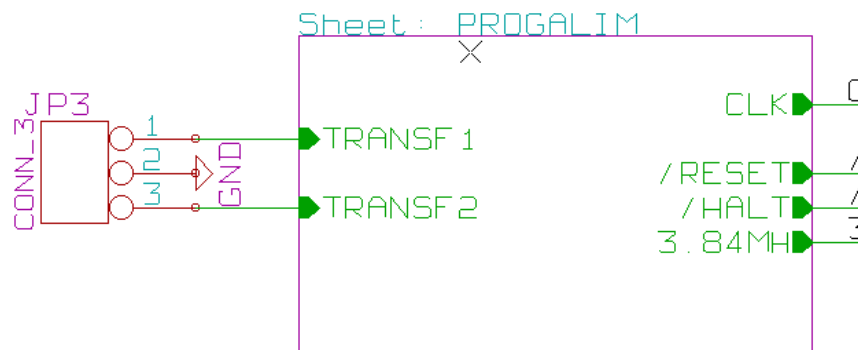 Sheet: PROGALIM
JP3
CONN_3
1
2
3
GND
TRANSF1
TRANSF2
CLK
/RESET
/HALT
3.84MH